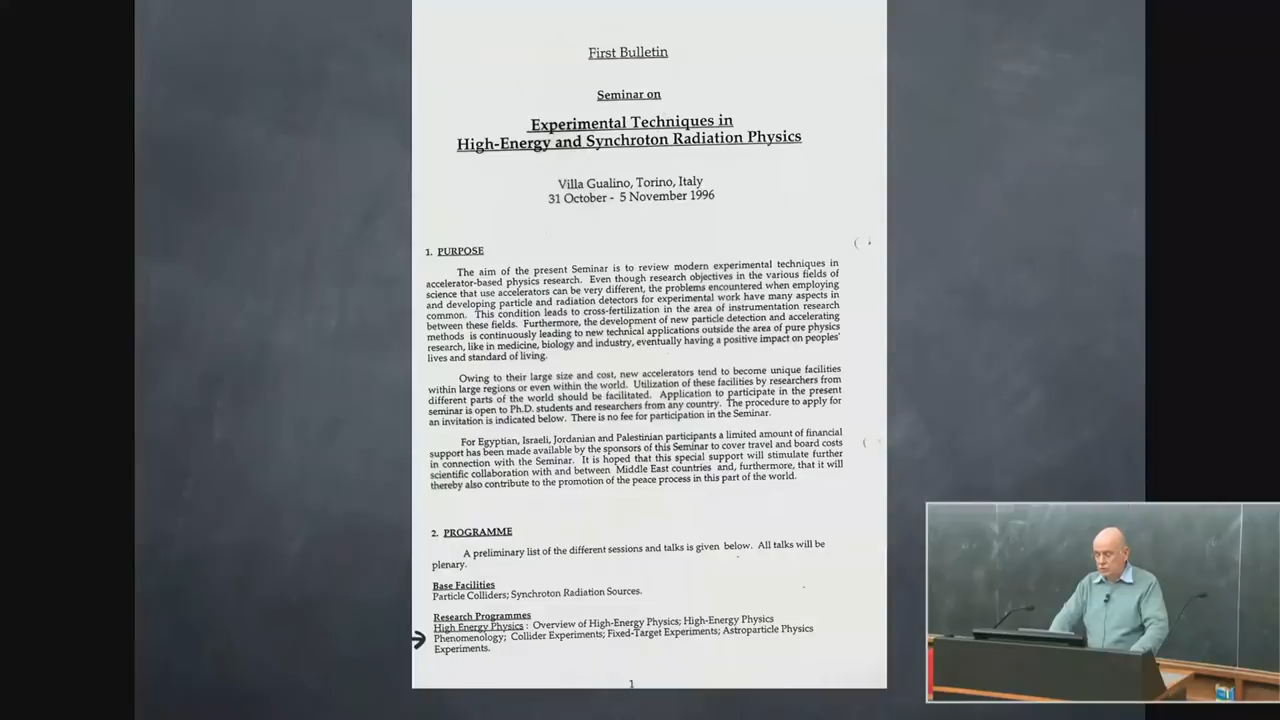 First Bulletin
Seminar on
Experimental Techniques in
High-Energy and Synchroton Radiation Physics
Villa Gualino, Torino, Italy
31 October - 5 November 1996
1. PURPOSE
The aim of the present Seminar is to review modern experimental techniques in
accelerator-based physics research. Even though research objectives in the various fields of
science that use accelerators can be very different, the problems encountered when employing
and developing particle and radiation detectors for experimental work have many aspects in
common. This condition leads to cross-fertilization in the area of instrumentation research
between these fields. Furthermore, the development of new particle detection and accelerating
methods is continuously leading to new technical applications outside the area of pure physics
research, like in medicine, biology and industry, eventually having a positive impact on peoples'
lives and standard of living.
Owing to their large size and cost, new accelerators tend to become unique facilities
within large regions or even within the world. Utilization of these facilities by researchers from
different parts of the world should be facilitated. Application to participate in the present
seminar is open to Ph.D. students and researchers from any country. The procedure to apply for
an invitation is indicated below. There is no fee for participation in the Seminar.
For Egyptian, Israeli, Jordanian and Palestinian participants a limited amount of financial
support has been made available by the sponsors of this Seminar to cover travel and board costs
in connection with the Seminar. It is hoped that this special support will stimulate further
scientific collaboration with and between Middle East countries and, furthermore, that it will
thereby also contribute to the promotion of the peace process in this part of the world.
2. PROGRAMME
A preliminary list of the different sessions and talks is given below. All talks will be
plenary.
Base Facilities
Particle Colliders; Synchroton Radiation Sources.
Research Programmes
High Energy Physics : Overview of High-Energy Physics; High-Energy Physics
Phenomenology; Collider Experiments; Fixed-Target Experiments; Astroparticle Physics
Experiments.
1